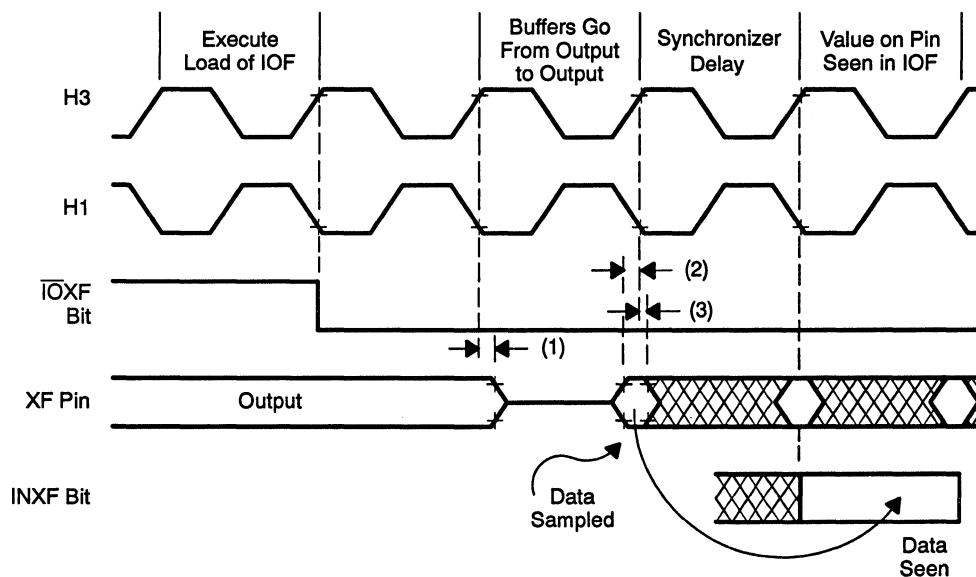 Execute
Load of IOF
Buffers Go
From Output
to Output
Synchronizer
Delay
Value on Pin
Seen in IOF
H3
H1
(2)
I̅O̅XF
Bit
(3)
(1)
XF Pin
Output
INXF Bit
Data
Sampled
Data
Seen